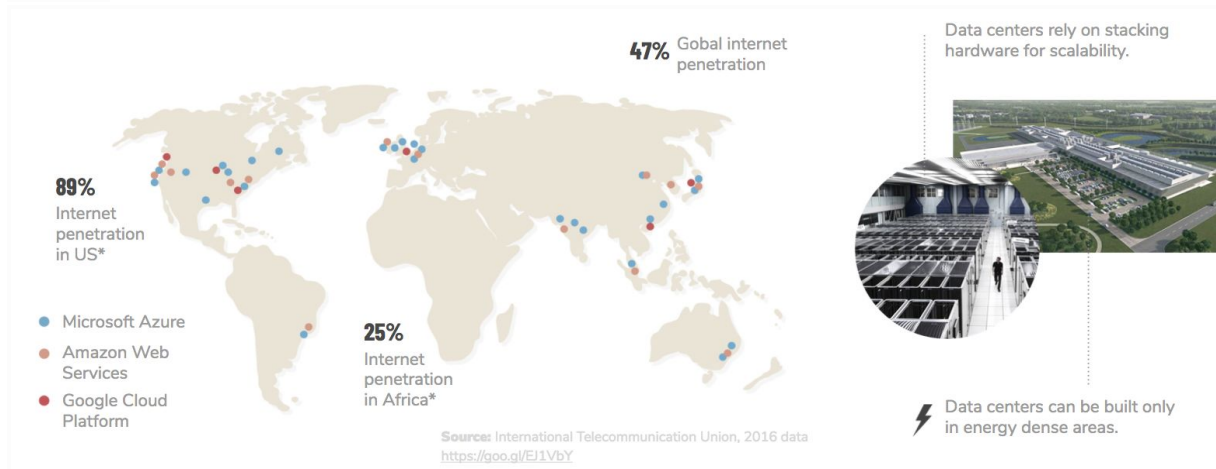 47% Gobal internet
penetration
Data centers rely on stacking
hardware for scalability.
89%
Internet
penetration
in US*
Microsoft Azure
Amazon Web
Services
Google Cloud
Platform
25%
Internet
penetration
in Africa*
Data centers can be built only
in energy dense areas.
Source: International Telecommunication Union, 2016 data
https://goo.gl/EJ1VbY